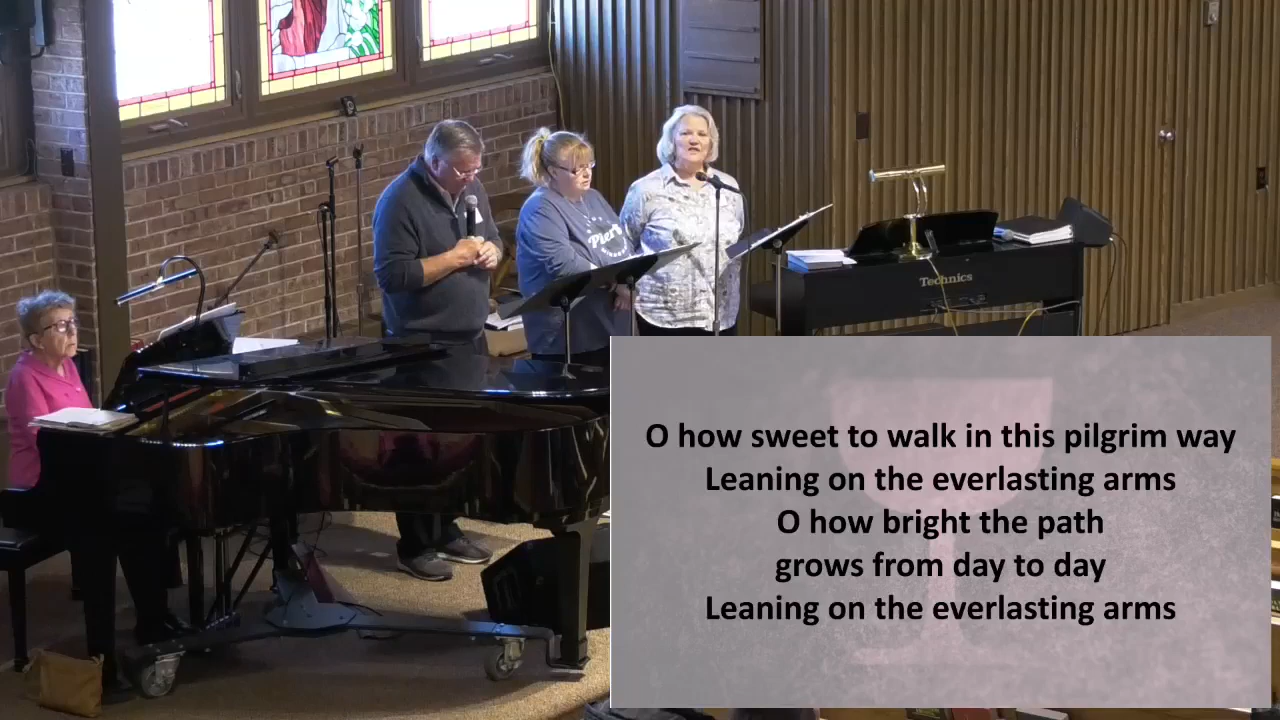 Pier
Technics
O how sweet to walk in this pilgrim way
Leaning on the everlasting arms
O how bright the path
grows from day to day
Leaning on the everlasting arms